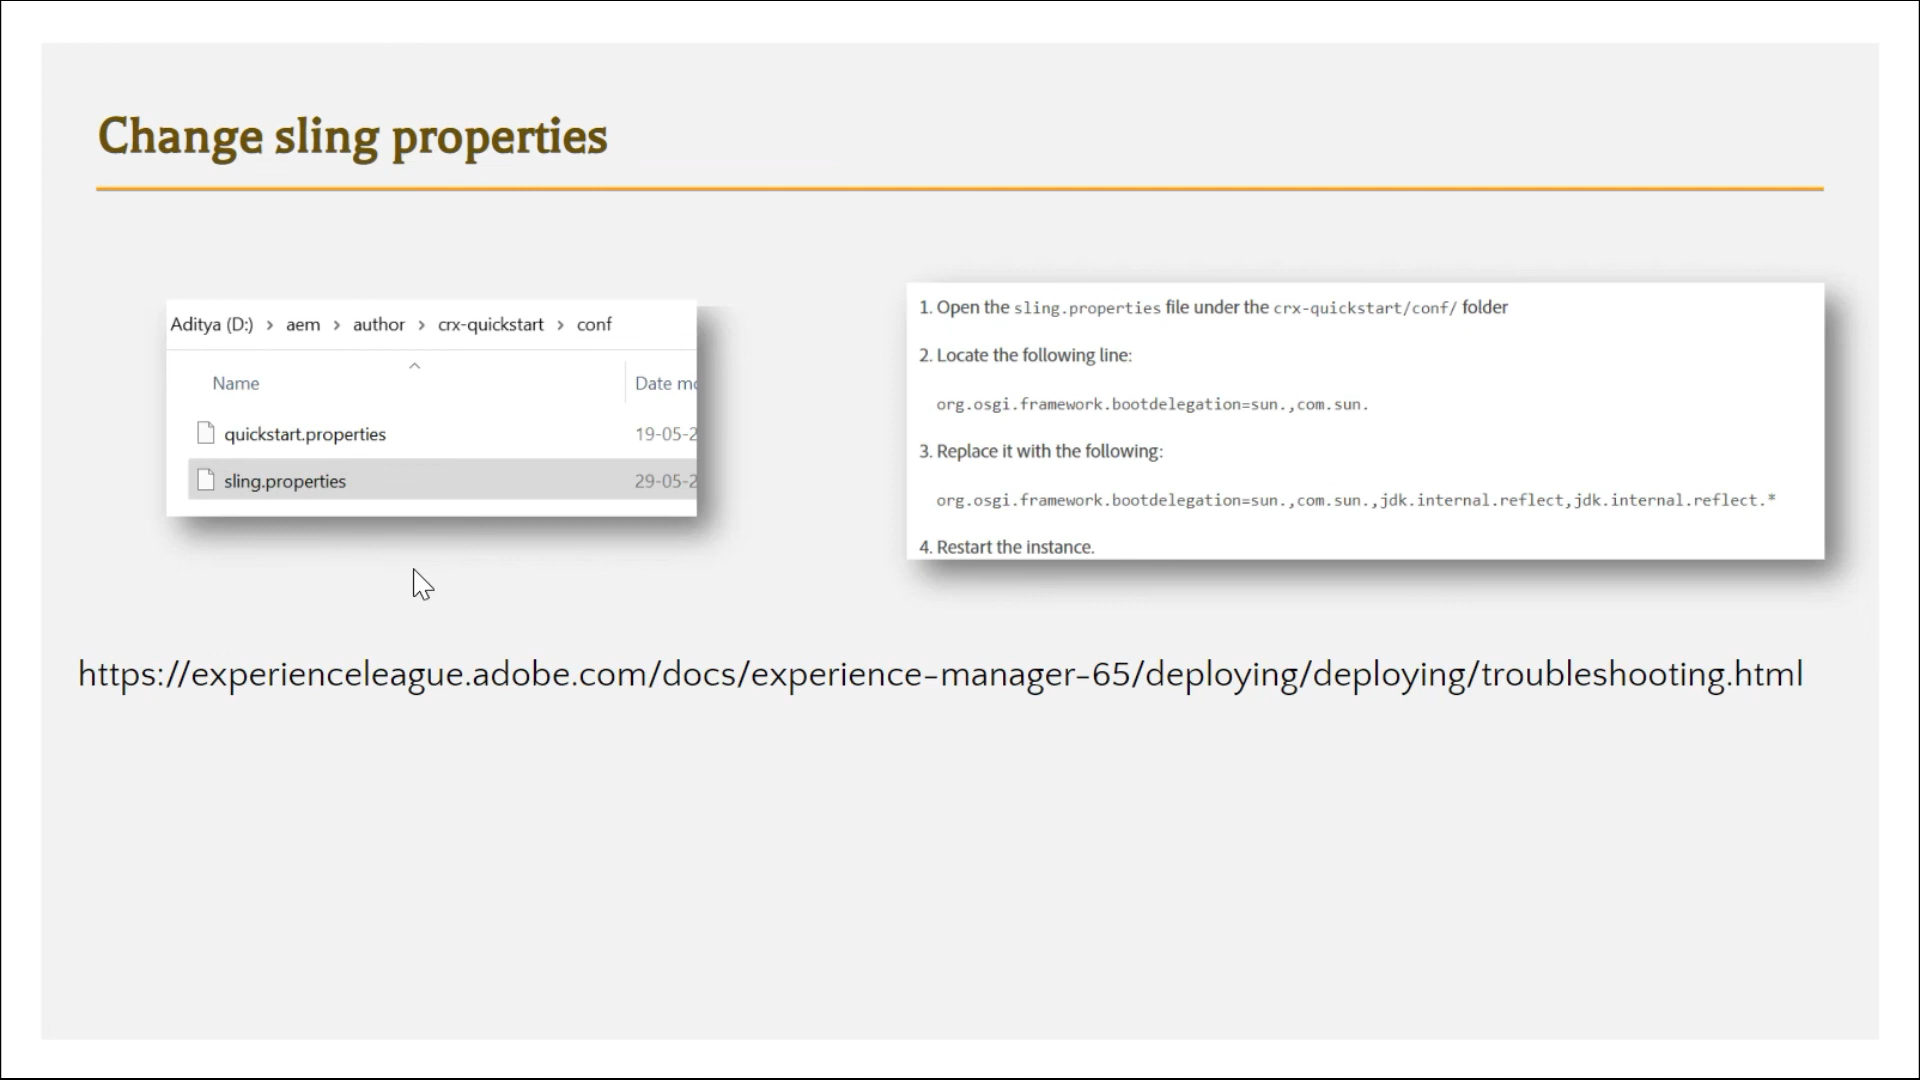 Change sling properties
Aditya (D:) > aem > author > crx-quickstart > conf
Name
Date mo
quickstart.properties
19-05-2
sling.properties
29-05-2
1. Open the sling.properties file under the crx-quickstart/conf/ folder
2. Locate the following line:
org.osgi.framework.bootdelegation=sun.,com.sun.
3. Replace it with the following:
org.osgi.framework.bootdelegation=sun.,com.sun.,jdk.internal.reflect,jdk.internal.reflect.*
4. Restart the instance.
https://experienceleague.adobe.com/docs/experience-manager-65/deploying/deploying/troubleshooting.html